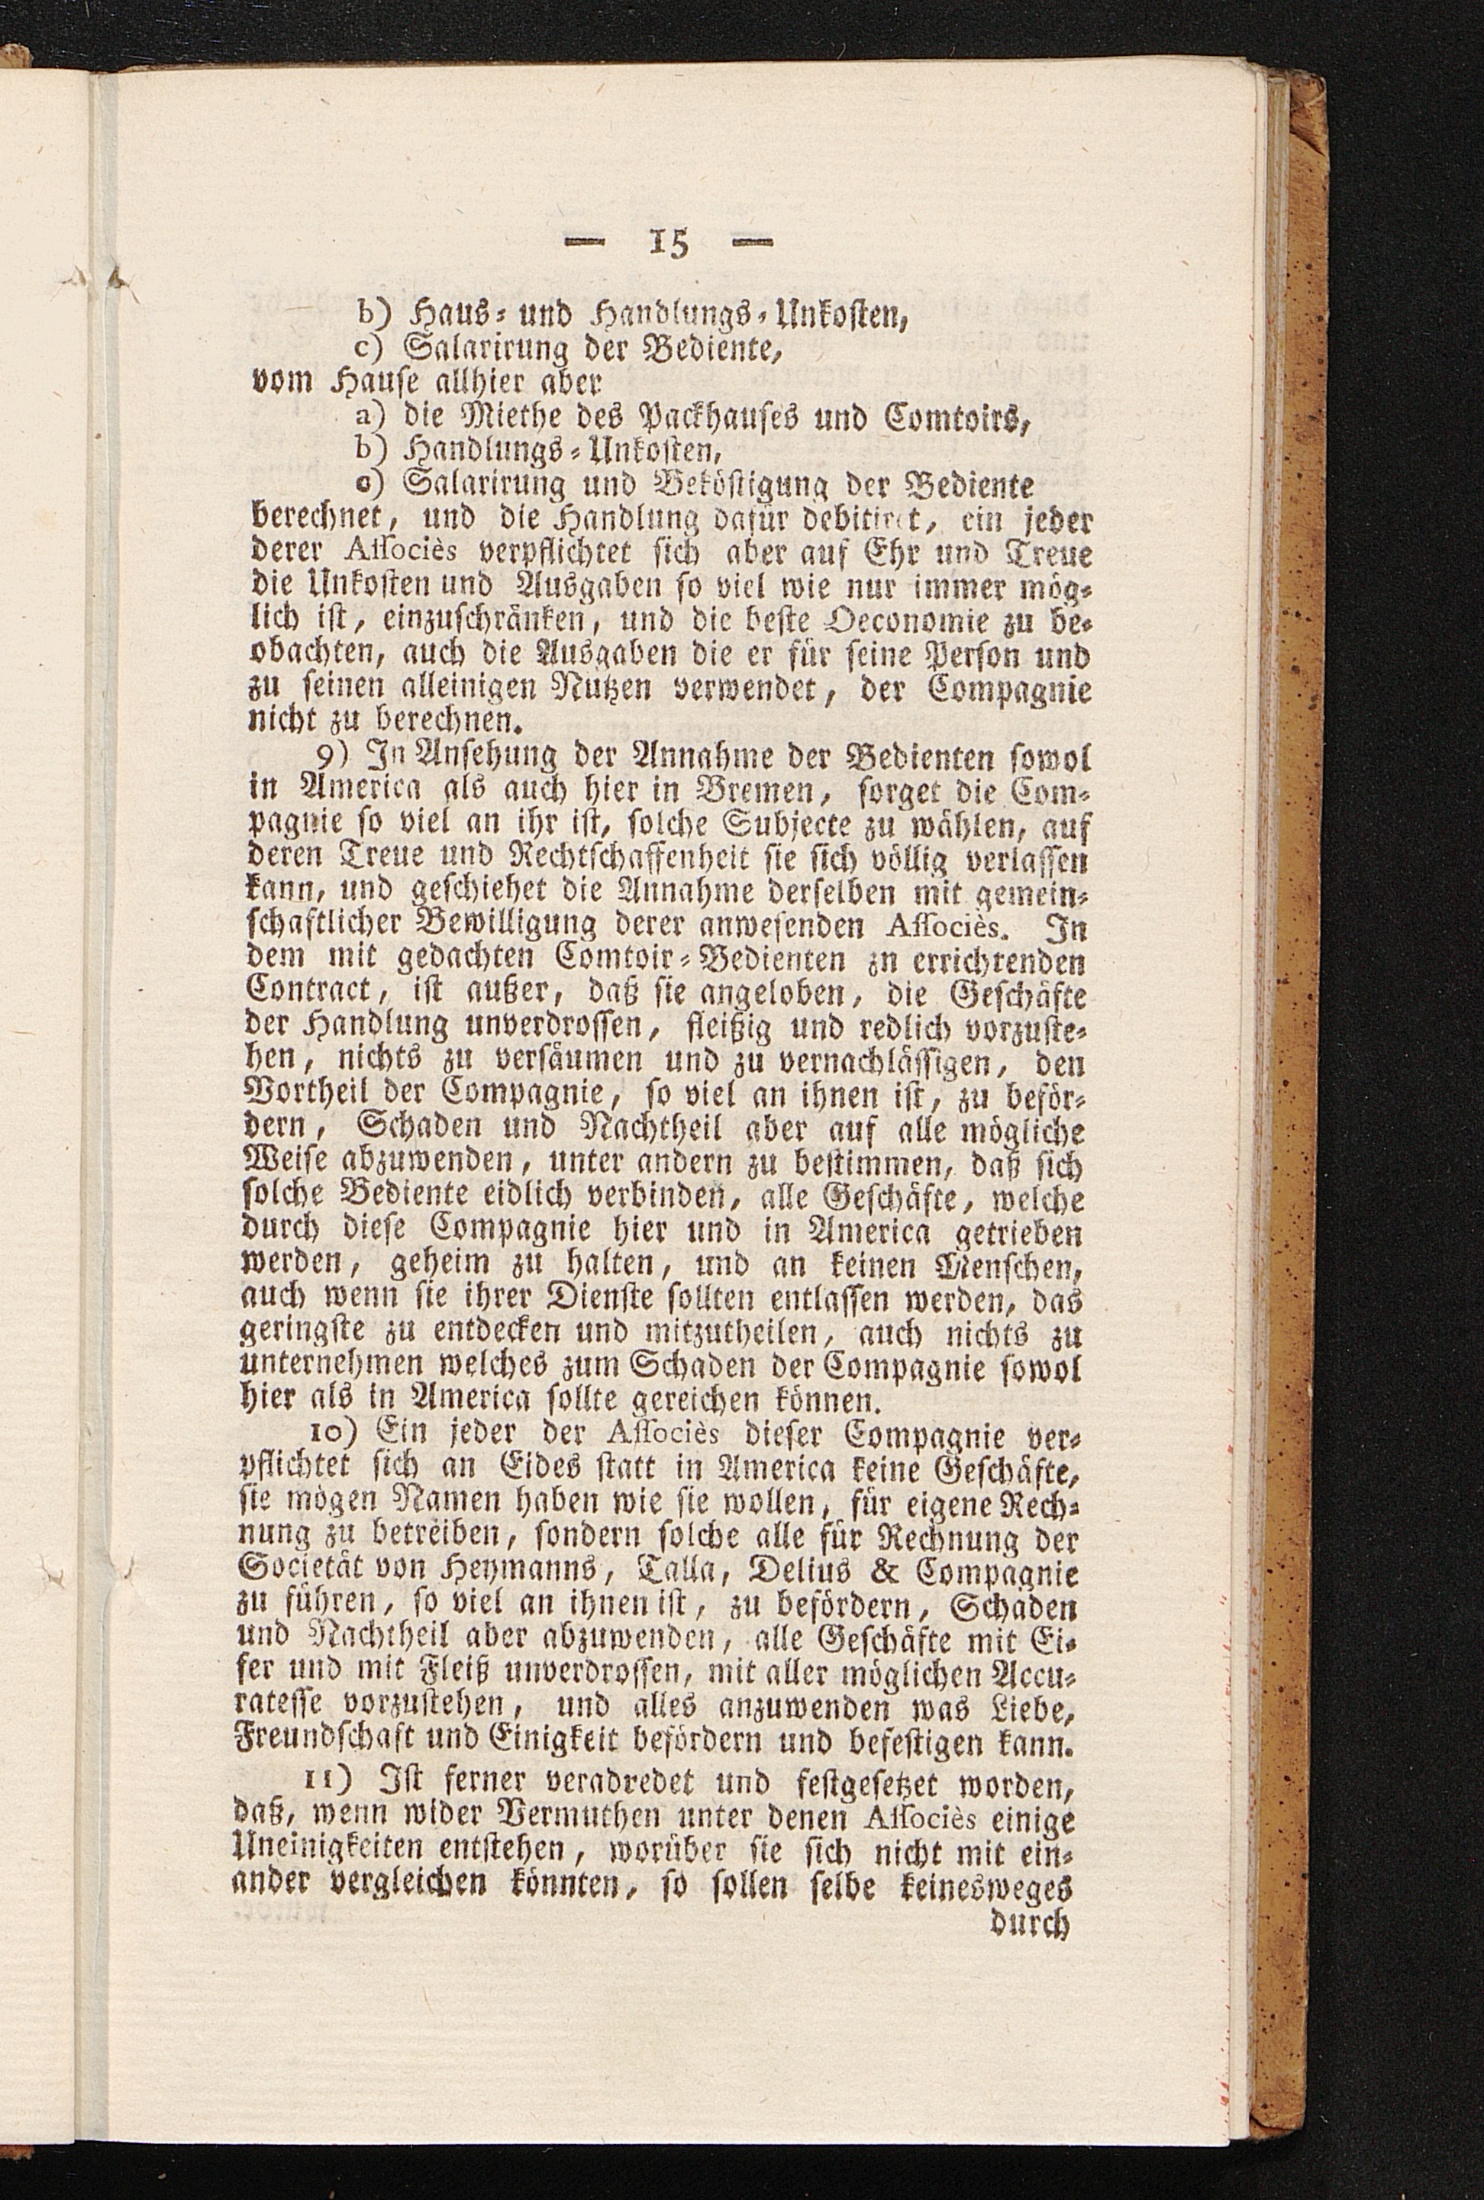 — 15 —
b) Haus- und Handlungs-Unkosten,
c) Salarirung der Bediente,
vom Hause allhier aber
a) die Miethe des Packhauses und Comtoirs,
b) Handlungs-Unkosten,
c) Salarirung und Beköstigung der Bediente
berechnet, und die Handlung dafür debitiret, ein jeder
derer Aſſociès verpflichtet ſich aber auf Ehr und Treue
die Unkoſten und Ausgaben ſo viel wie nur immer mög-
lich iſt, einzuſchränken, und die beſte Oeconomie zu be-
obachten, auch die Ausgaben die er für ſeine Perſon und
zu ſeinen alleinigen Nutzen verwendet, der Compagnie
nicht zu berechnen.
9) In Anſehung der Annahme der Bedienten ſowol
in America als auch hier in Bremen, ſorget die Com-
pagnie ſo viel an ihr iſt, ſolche Subjecte zu wählen, auf
deren Treue und Rechtſchaffenheit ſie ſich völlig verlaſſen
kann, und geſchiehet die Annahme derſelben mit gemein-
ſchaftlicher Bewilligung derer anweſenden Aſſociès. In
dem mit gedachten Comtoir-Bedienten zn errichrenden
Contract, iſt außer, daß ſie angeloben, die Geſchäfte
der Handlung unverdroſſen, fleißig und redlich vorzuſte-
hen, nichts zu verſäumen und zu vernachläſſigen, den
Vortheil der Compagnie, ſo viel an ihnen iſt, zu beför-
dern, Schaden und Nachtheil aber auf alle mögliche
Weiſe abzuwenden, unter andern zu beſtimmen, daß ſich
ſolche Bediente eidlich verbinden, alle Geſchäfte, welche
durch dieſe Compagnie hier und in America getrieben
werden, geheim zu halten, und an keinen Menſchen,
auch wenn ſie ihrer Dienſte ſollten entlaſſen werden, das
geringſte zu entdecken und mitzutheilen, auch nichts zu
unternehmen welches zum Schaden der Compagnie ſowol
hier als in America ſollte gereichen können.
10) Ein jeder der Aſſociès dieſer Compagnie ver-
pflichtet ſich an Eides ſtatt in America keine Geſchäfte,
ſie mögen Namen haben wie ſie wollen, für eigene Rech-
nung zu betreiben, ſondern ſolche alle für Rechnung der
Societät von Heymanns, Talla, Delius & Compagnie
zu führen, ſo viel an ihnen iſt, zu befördern, Schaden
und Nachtheil aber abzuwenden, alle Geſchäfte mit Ei-
fer und mit Fleiß unverdroſſen, mit aller möglichen Accu-
rateſſe vorzuſtehen, und alles anzuwenden was Liebe,
Freundſchaft und Einigkeit befördern und befeſtigen kann.
11) Iſt ferner veradredet und feſtgeſetzet worden,
daß, wenn wider Vermuthen unter denen Aſſociès einige
Uneinigkeiten entſtehen, worüber ſie ſich nicht mit ein-
ander vergleichen könnten, ſo ſollen ſelbe keinesweges
durch